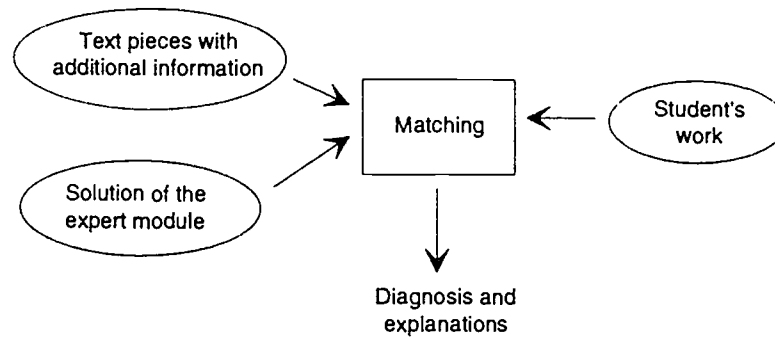 Text pieces with
additional information
Matching
Student's
work
Solution of the
expert module
Diagnosis and
explanations